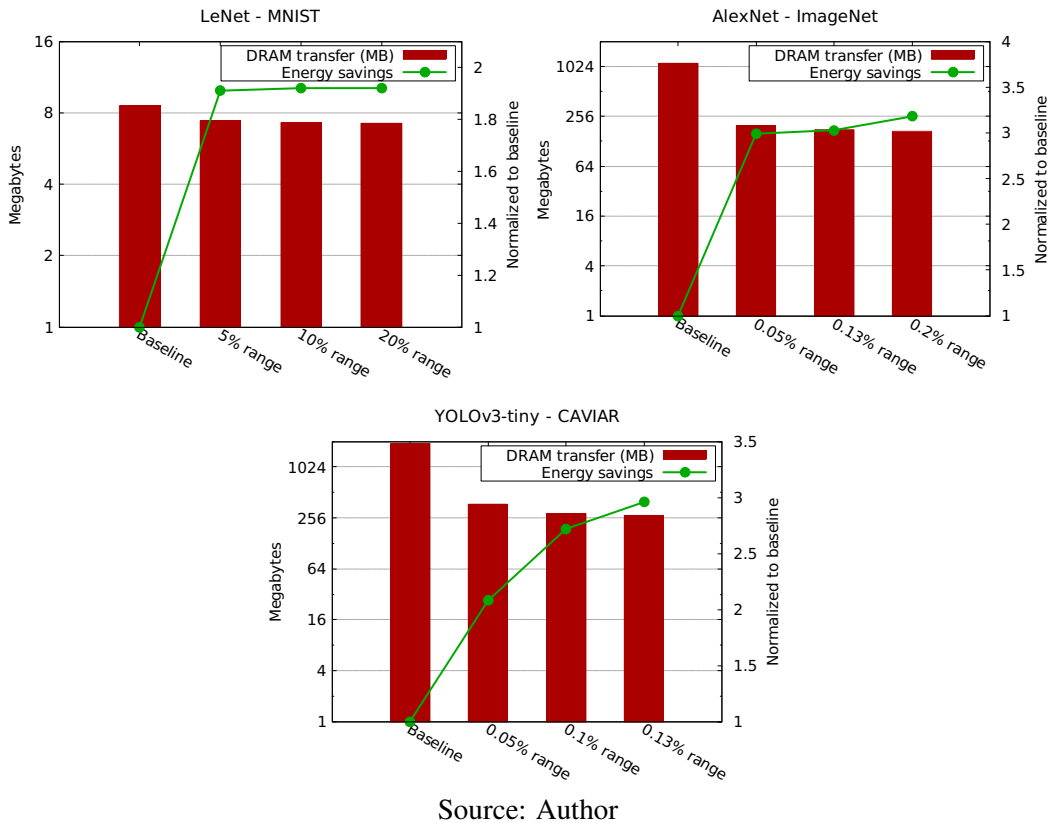 LeNet - MNIST
DRAM transfer (MB)
Energy savings
Megabytes
16
8
4
2
1
Normalized to baseline
2
1.8
1.6
1.4
1.2
1
Baseline
5% range
10% range
20% range
AlexNet - ImageNet
DRAM transfer (MB)
Energy savings
Megabytes
1024
256
64
16
4
1
Normalized to baseline
4
3.5
3
2.5
2
1.5
1
Baseline
0.05% range
0.13% range
0.2% range
YOLOv3-tiny - CAVIAR
DRAM transfer (MB)
Energy savings
Megabytes
1024
256
64
16
4
1
Normalized to baseline
3.5
3
2.5
2
1.5
1
Baseline
0.05% range
0.1% range
0.13% range
Source: Author